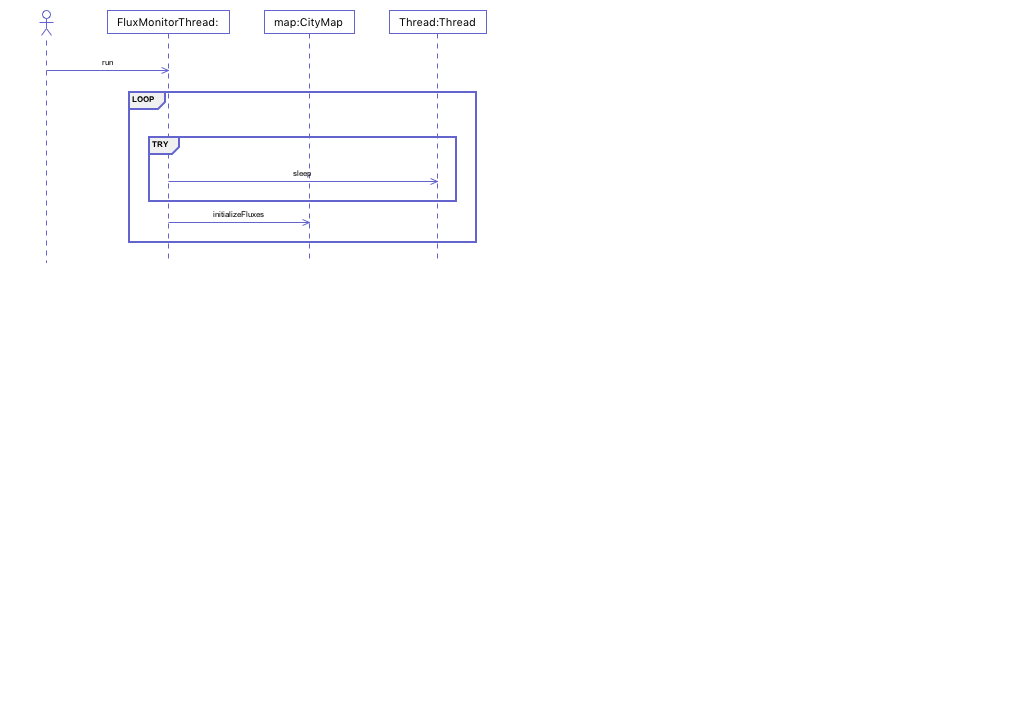 FluxMonitorThread:
map:CityMap
Thread:Thread
run
LOOP
TRY
sleep
initializeFluxes